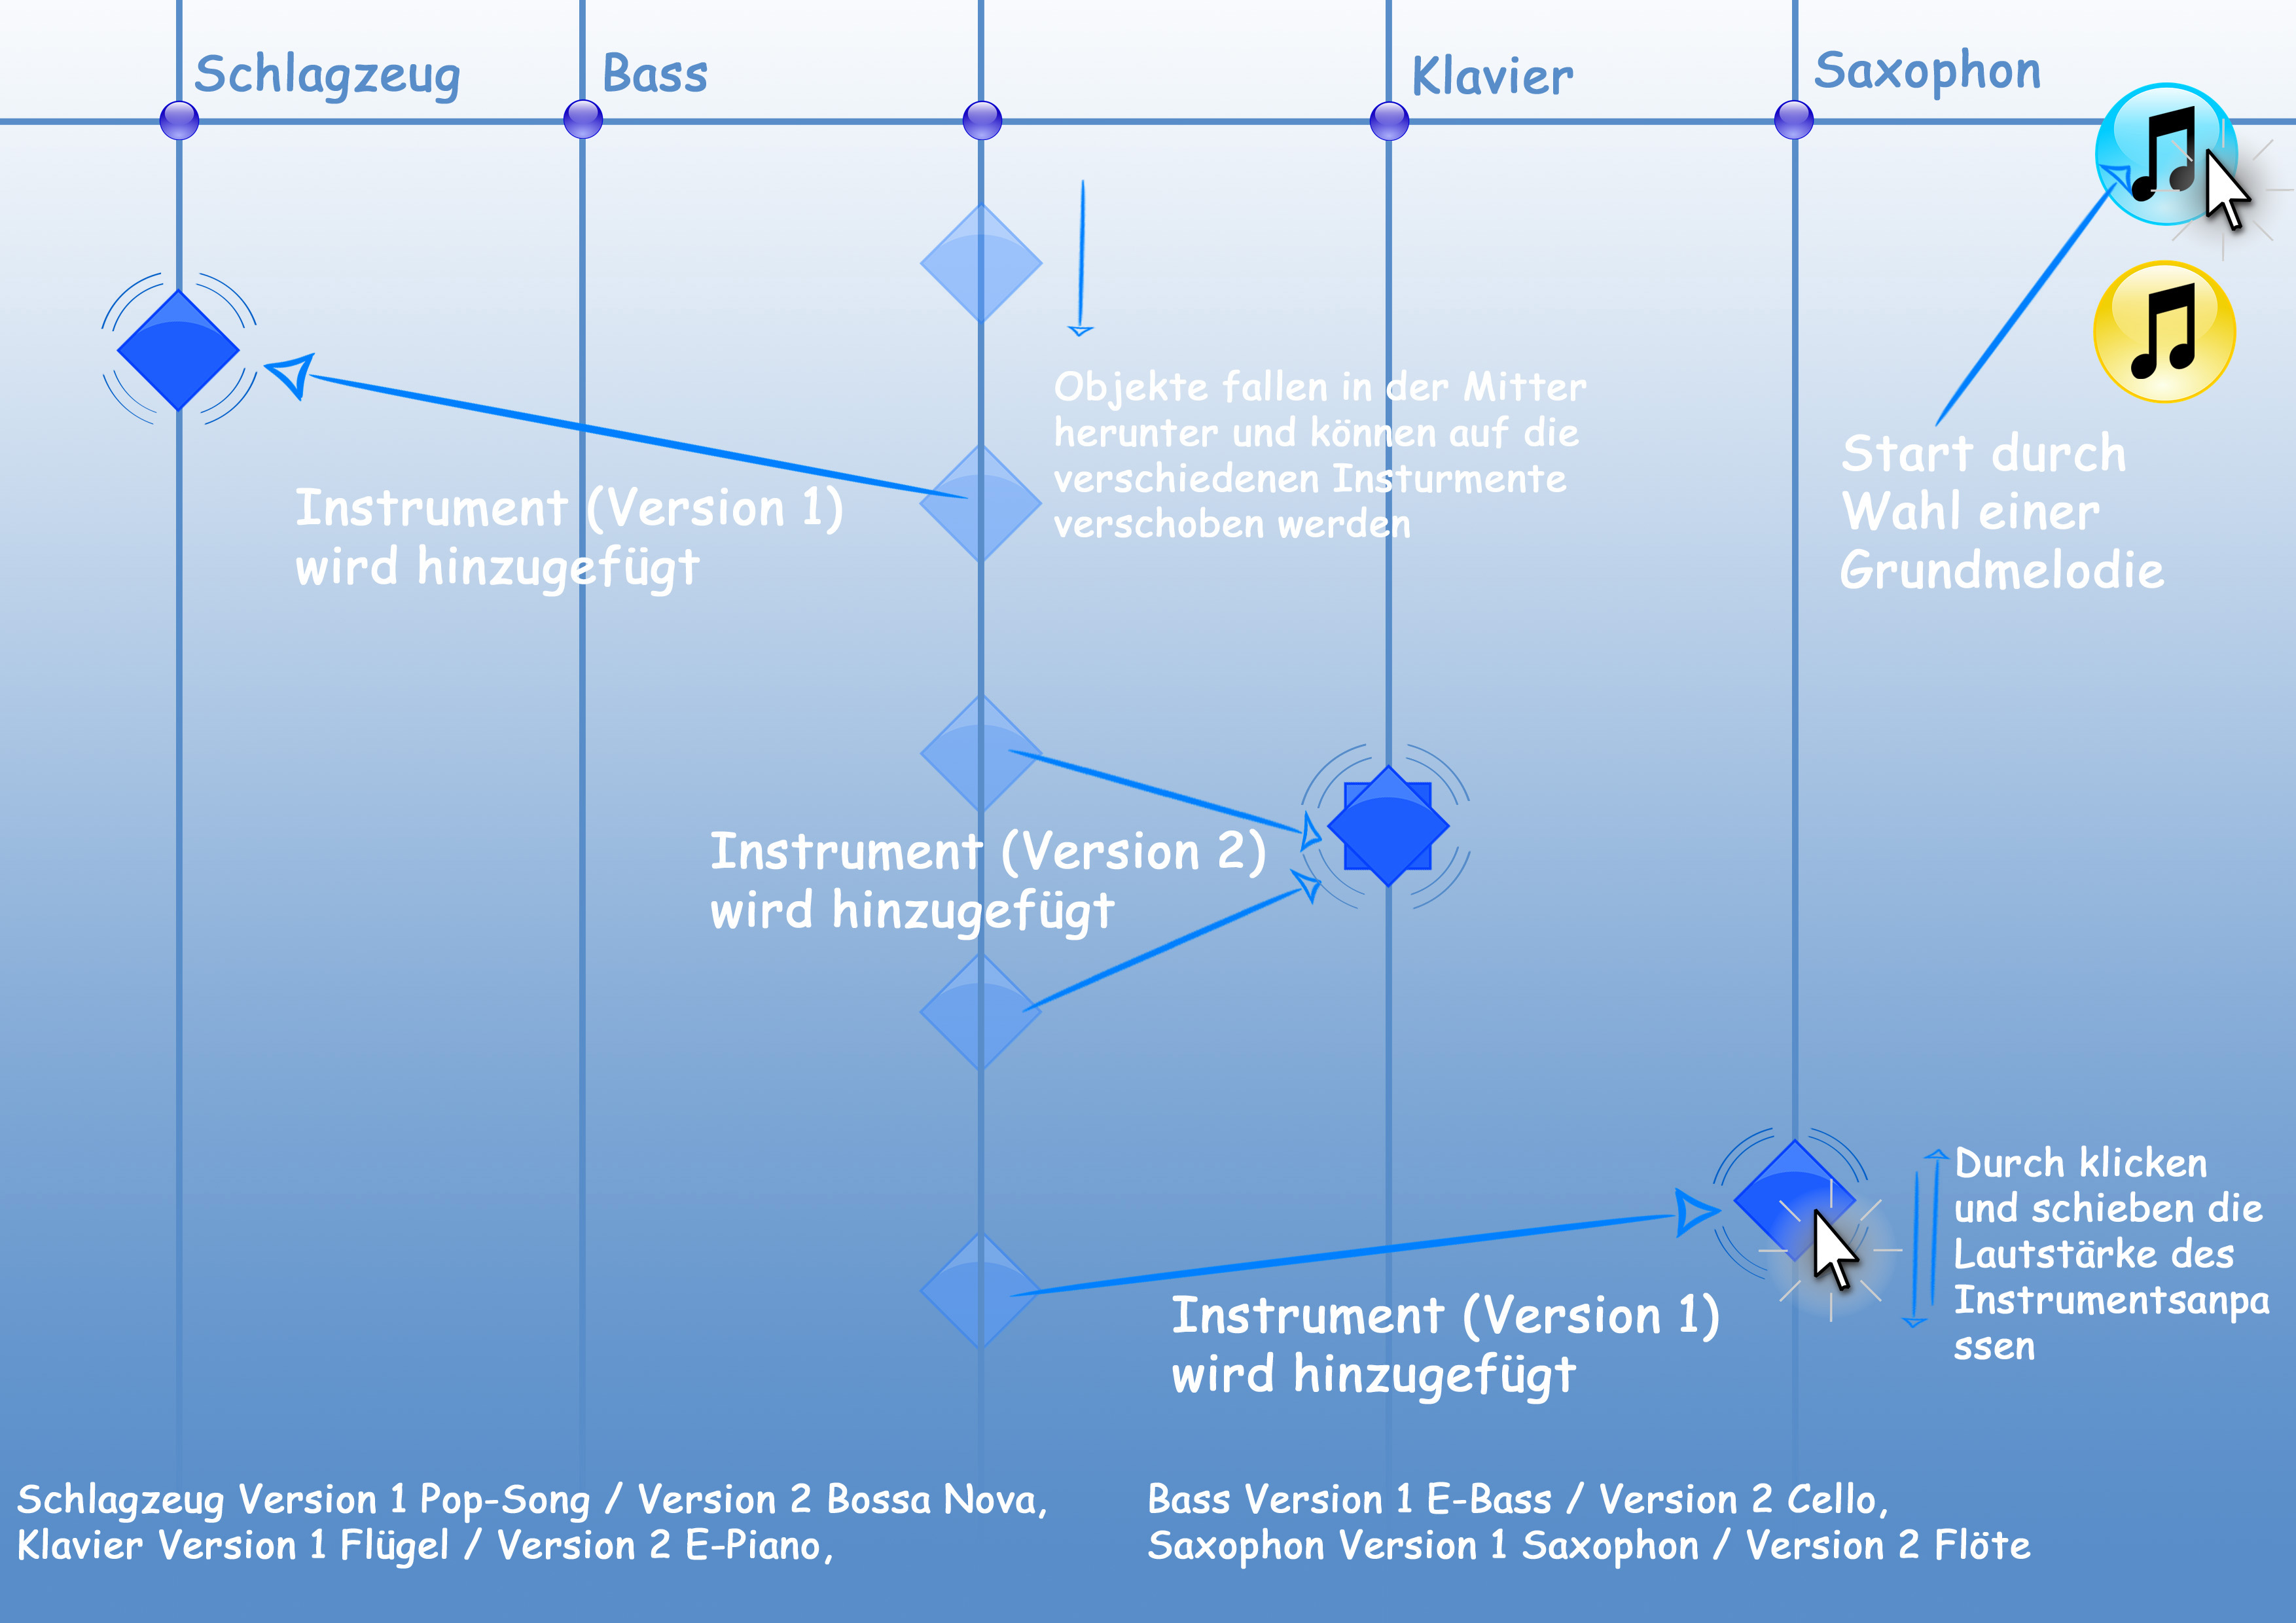 Schlagzeug
Bass
Klavier
Saxophon
Objekte fallen in der Mitter
herunter und können auf die
verschiedenen Insturmente
verschoben werden
Start durch
Wahl einer
Grundmelodie
Instrument (Version 1)
wird hinzugefügt
Instrument (Version 2)
wird hinzugefügt
Durch klicken
und schieben die
Lautstärke des
Instrumentsanpa
ssen
Instrument (Version 1)
wird hinzugefügt
Schlagzeug Version 1 Pop-Song / Version 2 Bossa Nova,
Klavier Version 1 Flügel / Version 2 E-Piano,
Bass Version 1 E-Bass / Version 2 Cello,
Saxophon Version 1 Saxophon / Version 2 Flöte